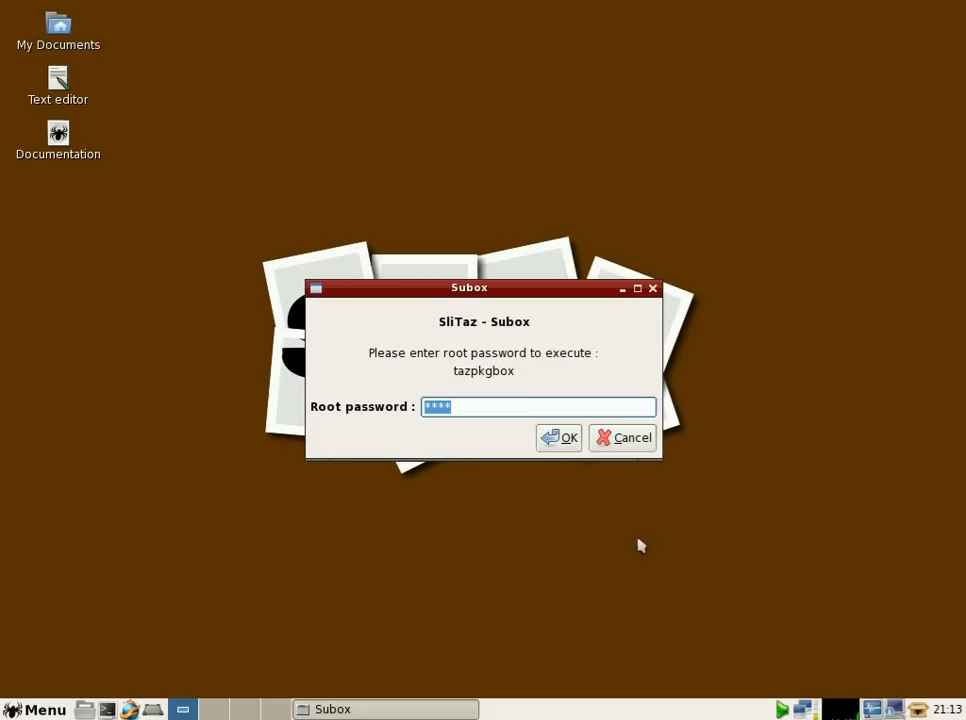 My Documents
Text editor
Documentation
Subox
SliTaz - Subox
Please enter root password to execute :
tazpkgbox
Root password : ****
OK
Cancel
Menu
Subox
21:13